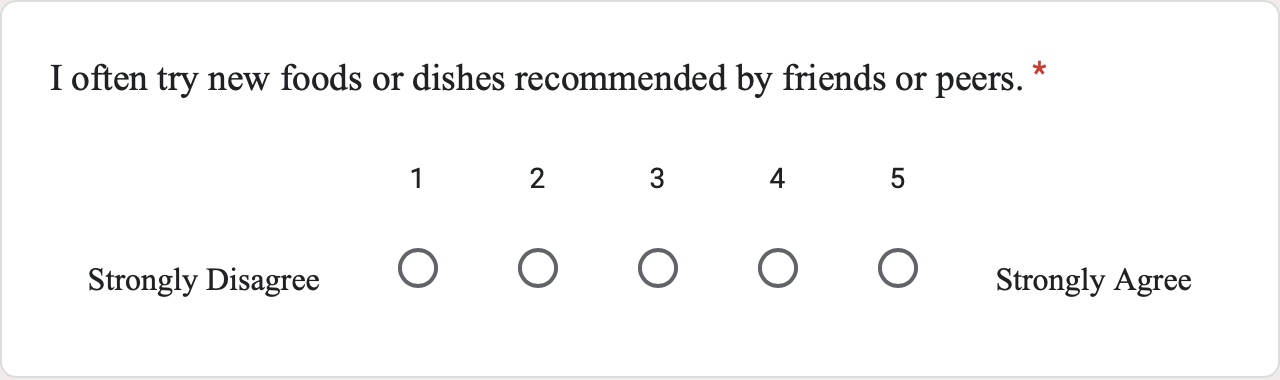 I often try new foods or dishes recommended by friends or peers. *
1 2 3 4 5
Strongly Disagree Strongly Agree